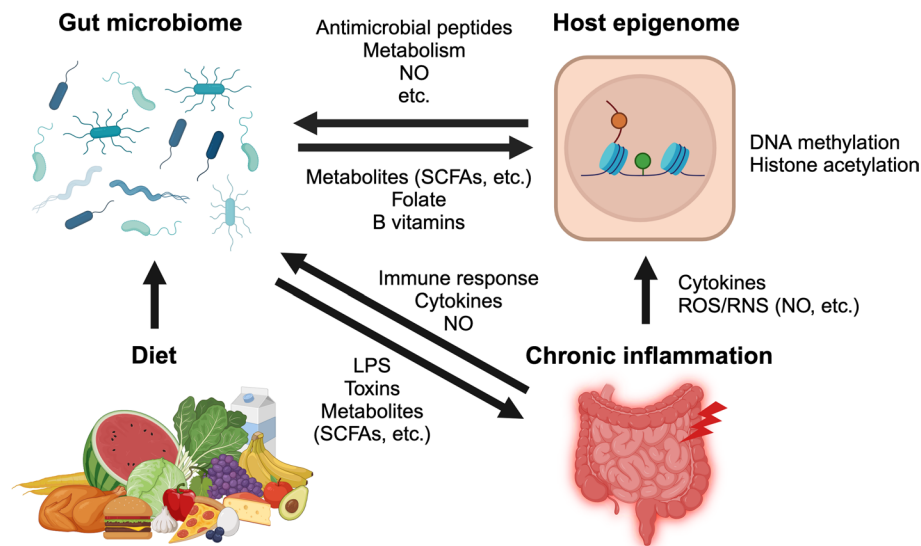 Gut microbiome
Antimicrobial peptides
Metabolism
NO
etc.
Host epigenome
DNA methylation
Histone acetylation
Metabolites (SCFAs, etc.)
Folate
B vitamins
Immune response
Cytokines
NO
Cytokines
ROS/RNS (NO, etc.)
Diet
LPS
Toxins
Metabolites
(SCFAs, etc.)
Chronic inflammation